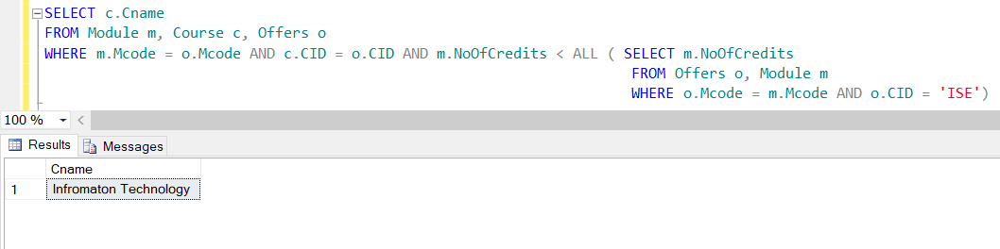 SELECT c.Cname
FROM Module m, Course c, Offers o
WHERE m.Mcode = o.Mcode AND c.CID = o.CID AND m.NoOfCredits < ALL ( SELECT m.NoOfCredits
FROM Offers o, Module m
WHERE o.Mcode = m.Mcode AND o.CID = 'ISE')
100 %
Results Messages
Cname
1 Infromaton Technology